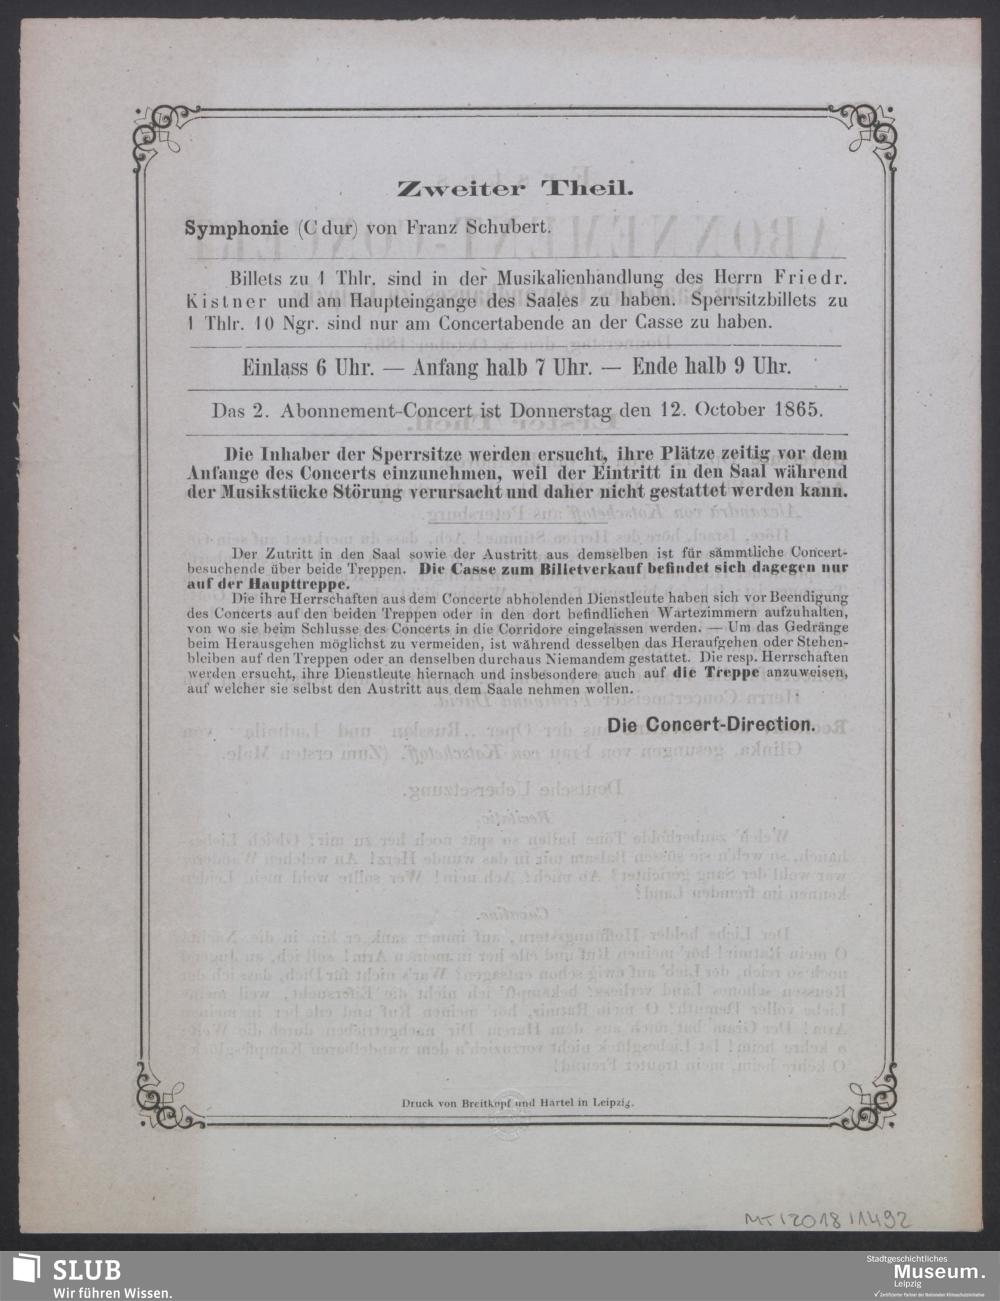 Zweiter Theil.
Symphonie (C dur) von Franz Schubert.
Billets zu 1 Thlr. sind in der Musikalienhandlung des Herrn Friedr.
Kistner und am Haupteingange des Saales zu haben. Sperrsitzbillets zu
1 Thlr. 10 Ngr. sind nur am Concertabende an der Casse zu haben.
Einlass 6 Uhr. — Anfang halb 7 Uhr. — Ende halb 9 Uhr.
Das 2. Abonnement-Concert ist Donnerstag den 12. October 1865.
Die Inhaber der Sperrsitze werden ersucht, ihre Plätze zeitig vor dem
Anfange des Concerts einzunehmen, weil der Eintritt in den Saal während
der Musikstücke Störung verursacht und daher nicht gestattet werden kann.
Der Zutritt in den Saal sowie der Austritt aus demselben ist für sämmtliche Concert-
besuchende über beide Treppen. Die Casse zum Billetverkauf befindet sich dagegen nur
auf der Haupttreppe.
Die ihre Herrschaften aus dem Concerte abholenden Dienstleute haben sich vor Beendigung
des Concerts auf den beiden Treppen oder in den dort befindlichen Wartezimmern aufzuhalten,
von wo sie beim Schlusse des Concerts in die Corridore eingelassen werden. — Um das Gedränge
beim Herausgehen möglichst zu vermeiden, ist während desselben das Heraufgehen oder Stehen-
bleiben auf den Treppen oder an denselben durchaus Niemandem gestattet. Die resp. Herrschaften
werden ersucht, ihre Dienstleute hiernach und insbesondere auch auf die Treppe anzuweisen,
auf welcher sie selbst den Austritt aus dem Saale nehmen wollen.
Die Concert-Direction.
Druck von Breitkopf und Härtel in Leipzig.
MT/2018/1492
SLUB
Wir führen Wissen.
Stadtgeschichtliches
Museum.
Leipzig